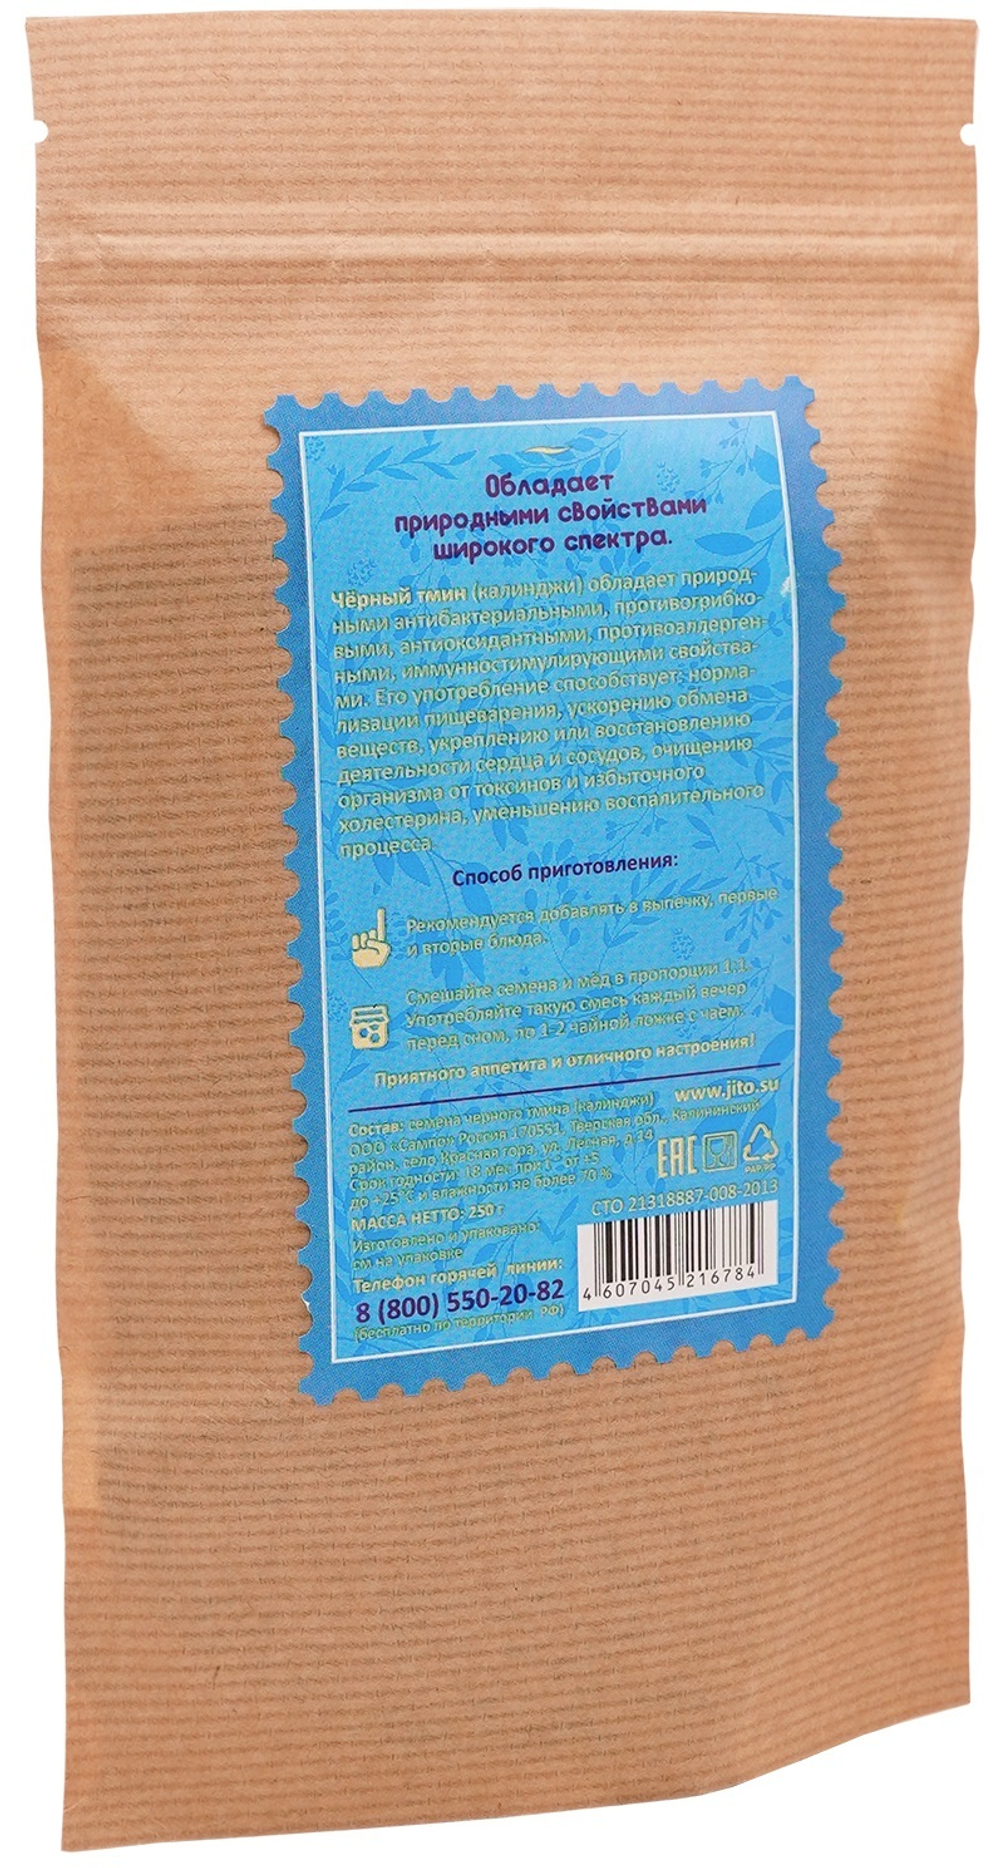 Обладает
природными свойствами
широкого спектра.
Чёрный тмин (калинджи) обладает природ-
ными антибактериальными, противогрибко-
выми, антиоксидантными, противоаллерген-
ными, иммунностимулирующими свойства-
ми. Его употребление способствует: норма-
лизации пищеварения, ускорению обмена
веществ, укреплению или восстановлению
деятельности сердца и сосудов, очищению
организма от токсинов и избыточного
холестерина, уменьшению воспалительного
процесса.
Способ приготовления:
Рекомендуется добавлять в выпечку, первые
и вторые блюда.
Смешайте семена и мёд в пропорции 1:1.
Употребляйте такую смесь каждый вечер
перед сном, по 1-2 чайной ложке с чаем.
Приятного аппетита и отличного настроения!
www.jito.su
Состав: семена черного тмина (калинджи)
ООО «Сампо» Россия 170551, Тверская обл., Калининский
район, село Красная гора, ул. Лесная, д.14
Срок годности: 18 мес при t° от +5
до +25°C и влажности не более 70 %
EAC
PAP/PP
СТО 21318887-008-2013
МАССА НЕТТО: 250 г
Изготовлено и упаковано:
см на упаковке
Телефон горячей линии:
8 (800) 550-20-82
(бесплатно по территории РФ)
4 607045 216784